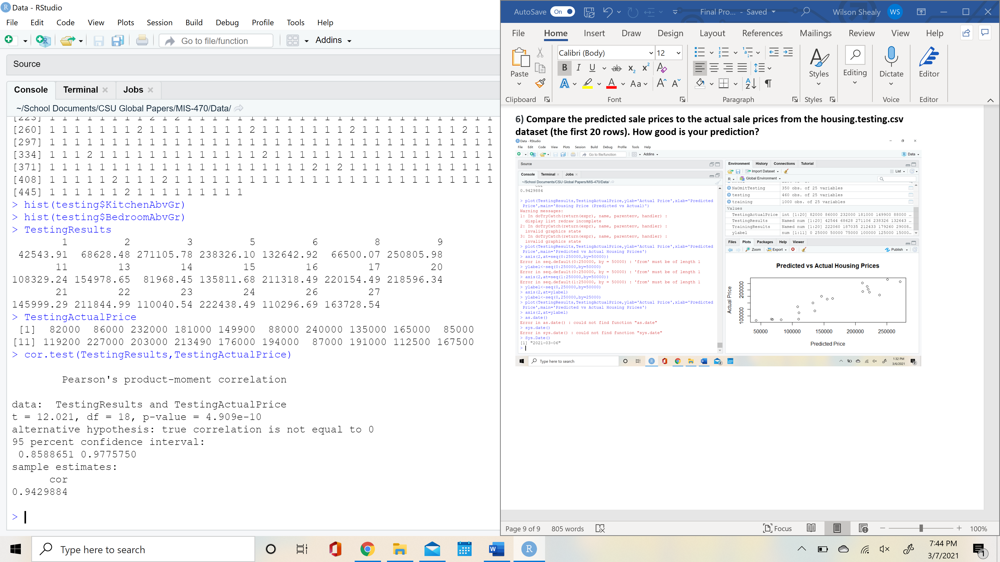 Data - RStudio
File Edit Code View Plots Session Build Debug Profile Tools Help
Go to file/function
Addins
Source
Console Terminal Jobs
~/School Documents/CSU Global Papers/MIS-470/Data/
[260] 1 1 1 1 1 1 1 2 1 1 1 1 1 1 1 1 2 1 1 1 1 1 1 1 2 1 1 1 1 1 1 1 1 2 1 1
[297] 1 1 1 1 1 1 1 1 1 1 1 1 1 1 1 1 1 1 1 1 1 1 1 1 1 1 1 1 1 1 1 1 1 1 1 1
[334] 1 1 1 2 1 1 1 1 1 1 1 1 1 1 1 1 1 2 1 1 1 1 1 1 1 1 1 1 1 1 1 1 1 1 1 1
[371] 1 1 1 1 1 1 1 1 1 1 1 1 1 1 1 1 1 1 1 1 1 2 1 2 1 1 1 1 1 1 1 1 1 1 1 1
[408] 1 1 1 1 1 2 1 1 1 2 1 1 1 1 1 1 1 1 1 1 1 1 1 1 1 1 1 1 1 1 1 1 1 1 1 1
[445] 1 1 1 1 1 1 2 1 1 1 1 1 1 1 1 1
> hist(testing$KitchenAbvGr)
> hist(testing$BedroomAbvGr)
> TestingResults
1 2 3 5 6 8 9
42543.91 68628.48 271105.78 238326.10 132642.92 66500.07 250805.98
11 13 14 15 16 17 20
108329.24 154978.65 81968.45 135811.68 211318.49 220154.49 218596.34
21 22 23 24 26 27
145999.29 211844.99 110040.54 222438.49 110296.69 163728.54
> TestingActualPrice
[1] 82000 86000 232000 181000 149900 88000 240000 135000 165000 85000
[11] 119200 227000 203000 213490 176000 194000 87000 191000 112500 167500
> cor.test(TestingResults,TestingActualPrice)
Pearson's product-moment correlation
data: TestingResults and TestingActualPrice
t = 12.021, df = 18, p-value = 4.909e-10
alternative hypothesis: true correlation is not equal to 0
95 percent confidence interval:
0.8588651 0.9775750
sample estimates:
cor
0.9429884
>
AutoSave On Final Pro... - Saved Wilson Shealy WS
File Home Insert Draw Design Layout References Mailings Review View Help
Paste
Calibri (Body) 12
Styles Editing Dictate Editor
Clipboard Font Paragraph Styles Voice Editor
6) Compare the predicted sale prices to the actual sale prices from the housing.testing.csv
dataset (the first 20 rows). How good is your prediction?
Data - RStudio
File Edit Code View Plots Session Build Debug Profile Tools Help
Go to file/function Addins Data
Source
Console Terminal Jobs
~/School Documents/CSU Global Papers/MIS-470/Data/
0.9429884
> plot(TestingResults,TestingActualPrice,ylab='Actual Price',xlab='Predicted
Price',main='Housing Price (Predicted vs Actual)')
Warning messages:
1: In doTryCatch(return(expr), name, parentenv, handler) :
display list redraw incomplete
2: In doTryCatch(return(expr), name, parentenv, handler) :
invalid graphics state
3: In doTryCatch(return(expr), name, parentenv, handler) :
invalid graphics state
> plot(TestingResults,TestingActualPrice,ylab='Actual Price',xlab='Predicted
Price',main='Predicted vs Actual Housing Prices')
> axis(2,at=seq(0:250000,by=50000))
Error in seq.default(0:250000, by = 50000) : 'from' must be of length 1
> ylabel<-seq(0:250000,by=50000)
Error in seq.default(0:250000, by = 50000) : 'from' must be of length 1
> axis(2,at=seq(1:250000,by=50000))
Error in seq.default(1:250000, by = 50000) : 'from' must be of length 1
> ylabel<-seq(0,250000,by=50000)
> axis(2,at=ylabel)
> ylabel<-seq(0,250000,by=25000)
> plot(TestingResults,TestingActualPrice,ylab='Actual Price',xlab='Predicted
Price',main='Predicted vs Actual Housing Prices')
> axis(2,at=ylabel)
> as.date()
Error in as.date() : could not find function "as.date"
> sys.date()
Error in sys.date() : could not find function "sys.date"
> Sys.Date()
[1] "2021-03-06"
>
Environment History Connections Tutorial
Import Dataset List
R Global Environment
NaOmitTesting 350 obs. of 25 variables
testing 460 obs. of 25 variables
training 1000 obs. of 25 variables
Values
TestingActualPrice int [1:20] 82000 86000 232000 181000 149900 88000 ...
TestingResults Named num [1:20] 42544 68628 271106 238326 132643 ...
TrainingResults Named num [1:20] 222060 187035 212433 179260 29008...
ylabel num [1:11] 0 25000 50000 75000 100000 125000 15000...
Files Plots Packages Help Viewer
Zoom Export Publish
Predicted vs Actual Housing Prices
Actual Price
200000
100000
50000 100000 150000 200000 250000
Predicted Price
Type here to search
1:32 PM
3/6/2021
Page 9 of 9 805 words Focus 100%
Type here to search
7:44 PM
3/7/2021